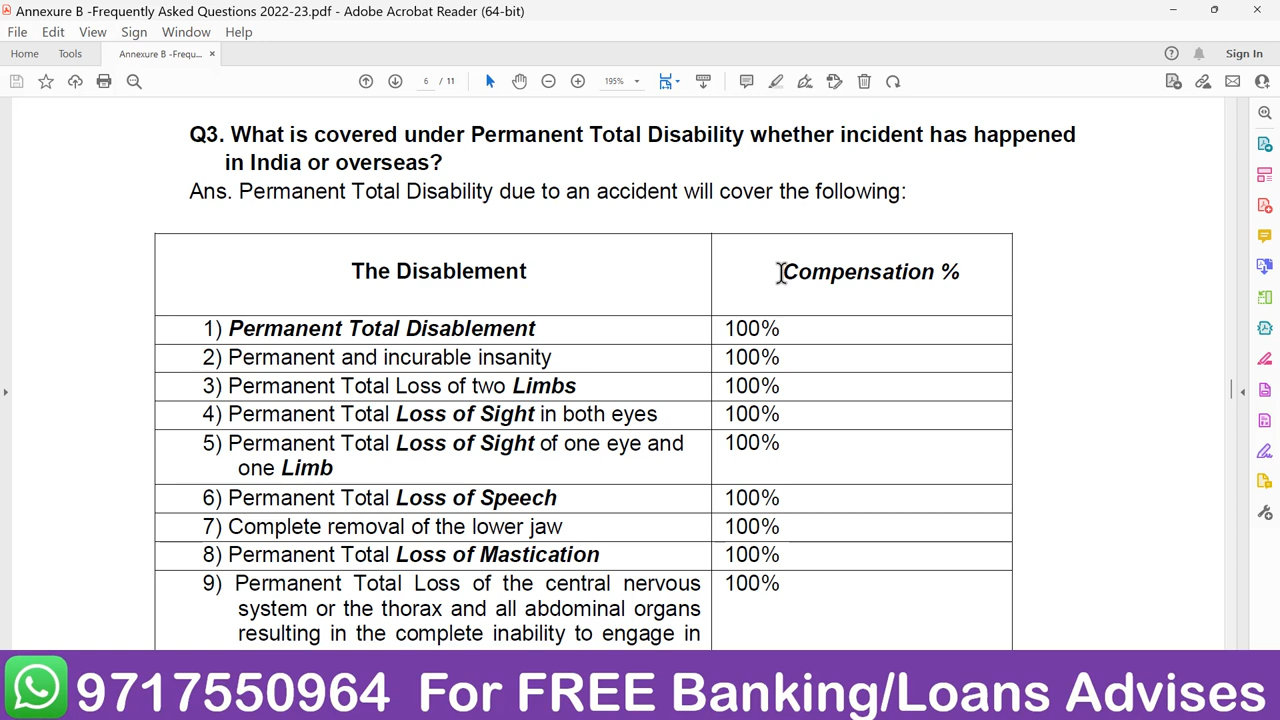 Annexure B -Frequently Asked Questions 2022-23.pdf - Adobe Acrobat Reader (64-bit)
File Edit View Sign Window Help
Home Tools Annexure B -Frequ... × Sign In
6 / 11 195%
Q3. What is covered under Permanent Total Disability whether incident has happened
in India or overseas?
Ans. Permanent Total Disability due to an accident will cover the following:
The Disablement Compensation %
1) Permanent Total Disablement 100%
2) Permanent and incurable insanity 100%
3) Permanent Total Loss of two Limbs 100%
4) Permanent Total Loss of Sight in both eyes 100%
5) Permanent Total Loss of Sight of one eye and 100%
one Limb
6) Permanent Total Loss of Speech 100%
7) Complete removal of the lower jaw 100%
8) Permanent Total Loss of Mastication 100%
9) Permanent Total Loss of the central nervous 100%
system or the thorax and all abdominal organs
resulting in the complete inability to engage in
9717550964 For FREE Banking/Loans Advises